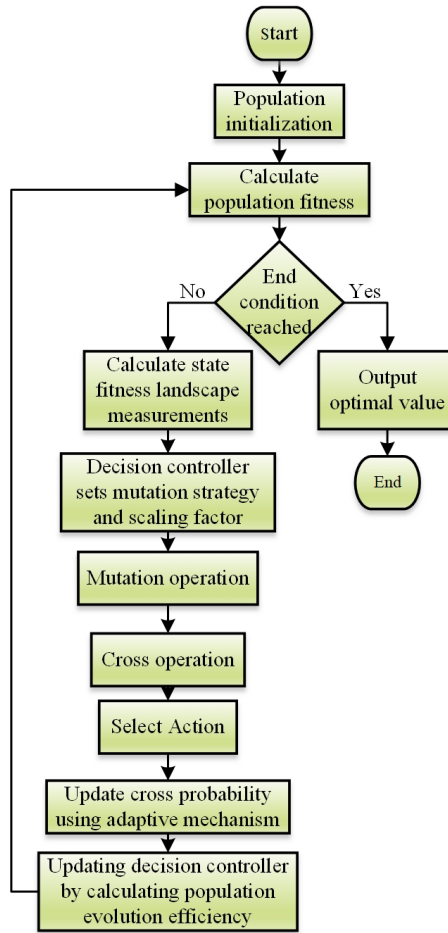 Start
Population
initialization
Calculate
population fitness
End
condition
reached
No
Yes
Calculate state
fitness landscape
measurements
Output
optimal value
Decision controller
sets mutation strategy
and scaling factor
End
Mutation operation
Cross operation
Select Action
Update cross probability
using adaptive mechanism
Updating decision controller
by calculating population
evolution efficiency